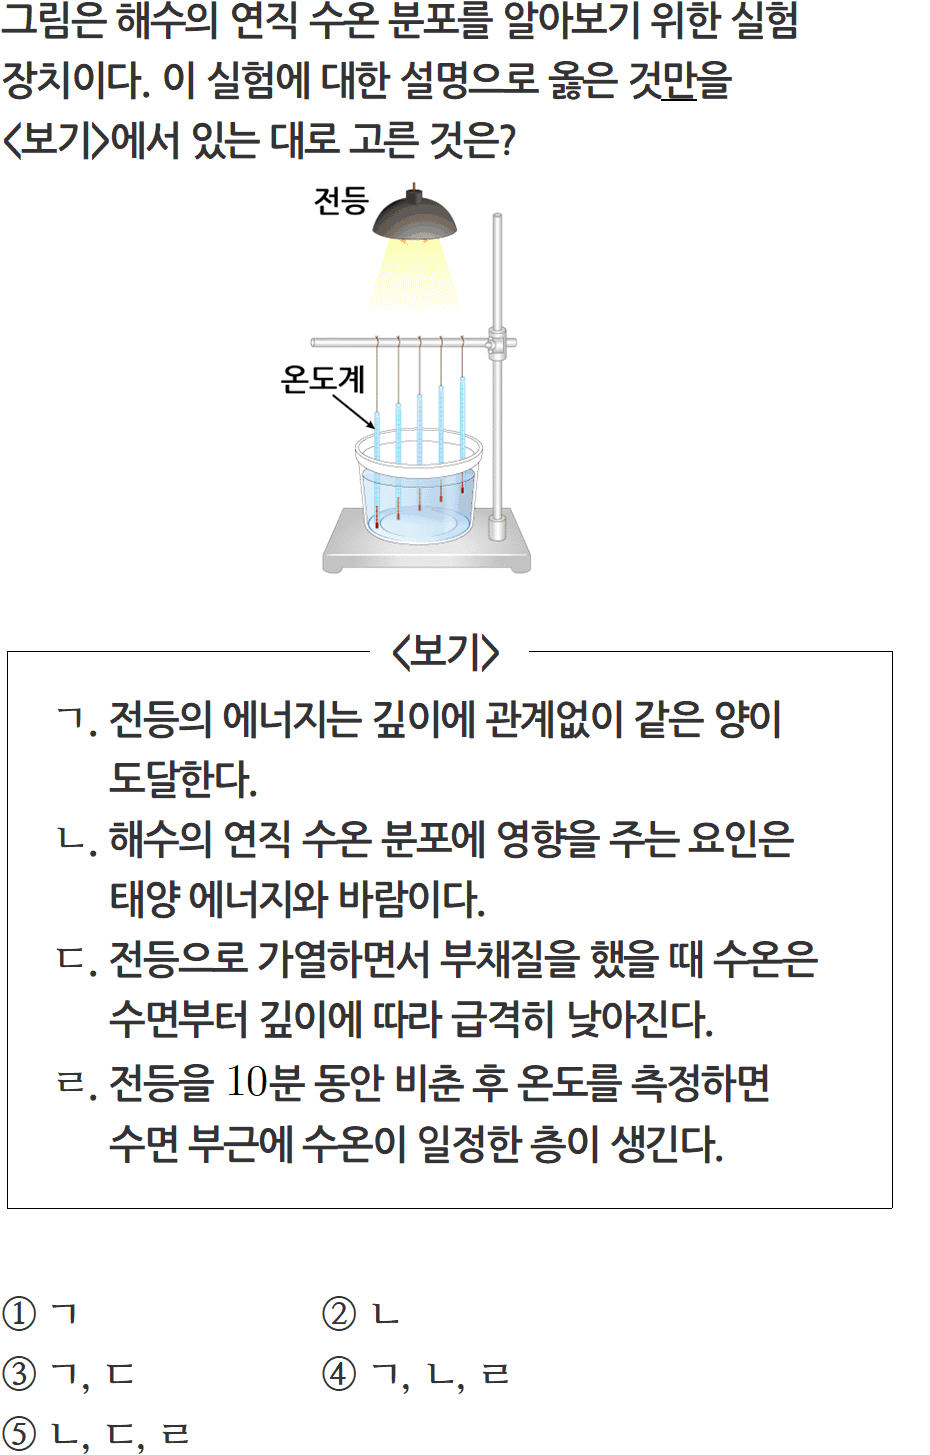 그림은 해수의 연직 수온 분포를 알아보기 위한 실험
장치이다. 이 실험에 대한 설명으로 옳은 것만을
<보기>에서 있는 대로 고른 것은?
전등
온도계
<보기>
ㄱ. 전등의 에너지는 깊이에 관계없이 같은 양이
도달한다.
ㄴ. 해수의 연직 수온 분포에 영향을 주는 요인은
태양 에너지와 바람이다.
ㄷ. 전등으로 가열하면서 부채질을 했을 때 수온은
수면부터 깊이에 따라 급격히 낮아진다.
ㄹ. 전등을 10분 동안 비춘 후 온도를 측정하면
수면 부근에 수온이 일정한 층이 생긴다.
① ㄱ ② ㄴ
③ ㄱ, ㄷ ④ ㄱ, ㄴ, ㄹ
⑤ ㄴ, ㄷ, ㄹ